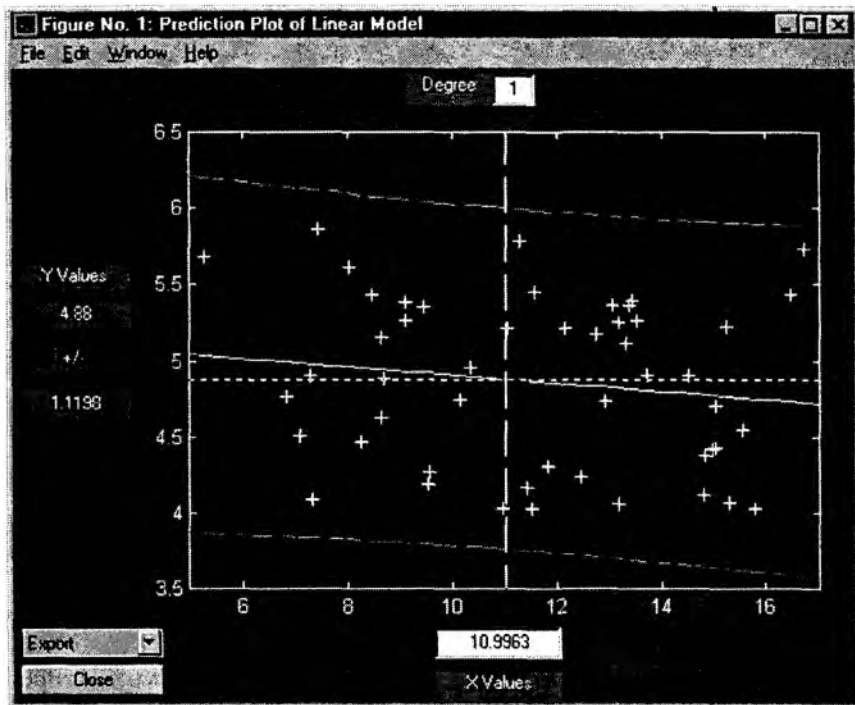 Figure No. 1: Prediction Plot of Linear Model
File Edit Window Help
Degree 1
6.5
6
5.5
5
4.5
4
3.5
Y Values
4.88
+/-
1.1198
6 8 10 12 14 16
Export
10.9963
Close
X Values